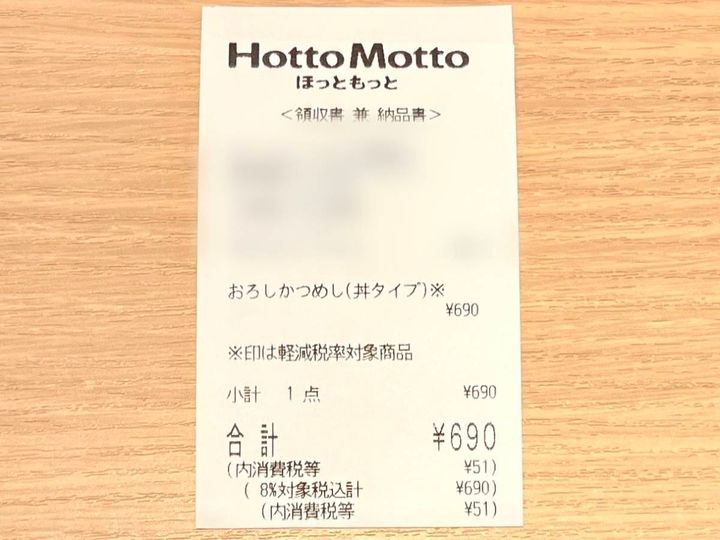 Hotto Motto
ほっともっと
＜領収書 兼 納品書＞
おろしかつめし(丼タイプ)※
¥690
※印は軽減税率対象商品
小計 1 点 ¥690
合計 ¥690
(内消費税等 ¥51)
( 8%対象税込計 ¥690)
(内消費税等 ¥51)